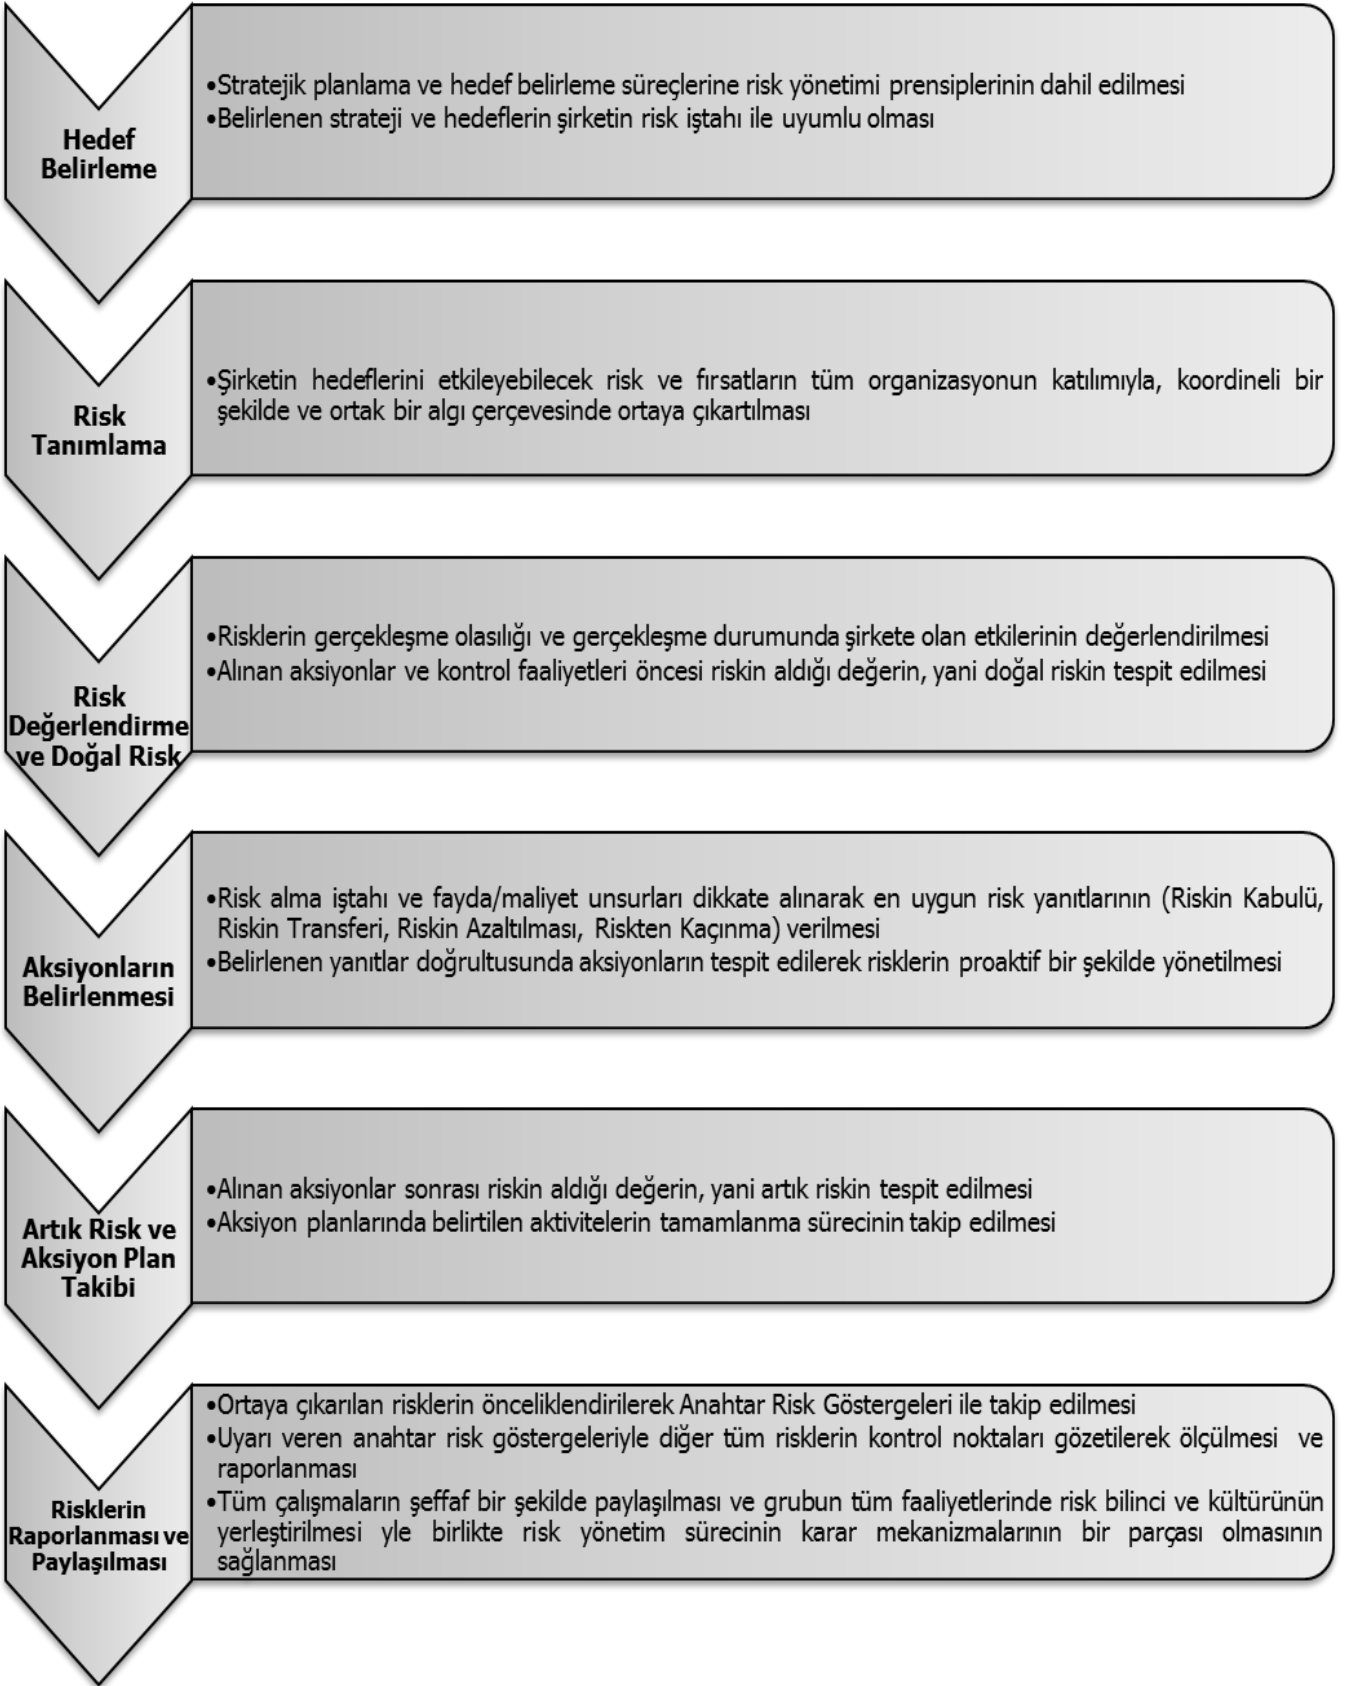 Hedef
Belirleme
•Stratejik planlama ve hedef belirleme süreçlerine risk yönetimi prensiplerinin dahil edilmesi
•Belirlenen strateji ve hedeflerin şirketin risk iştahı ile uyumlu olması
Risk
Tanımlama
•Şirketin hedeflerini etkileyebilecek risk ve fırsatların tüm organizasyonun katılımıyla, koordineli bir
şekilde ve ortak bir algı çerçevesinde ortaya çıkartılması
Risk
Değerlendirme
ve Doğal Risk
•Risklerin gerçekleşme olasılığı ve gerçekleşme durumunda şirkete olan etkilerinin değerlendirilmesi
•Alınan aksiyonlar ve kontrol faaliyetleri öncesi riskin aldığı değerin, yani doğal riskin tespit edilmesi
Aksiyonların
Belirlenmesi
•Risk alma iştahı ve fayda/maliyet unsurları dikkate alınarak en uygun risk yanıtlarının (Riskin Kabulü,
Riskin Transferi, Riskin Azaltılması, Riskten Kaçınma) verilmesi
•Belirlenen yanıtlar doğrultusunda aksiyonların tespit edilerek risklerin proaktif bir şekilde yönetilmesi
Artık Risk ve
Aksiyon Plan
Takibi
•Alınan aksiyonlar sonrası riskin aldığı değerin, yani artık riskin tespit edilmesi
•Aksiyon planlarında belirtilen aktivitelerin tamamlanma sürecinin takip edilmesi
Risklerin
Raporlanması ve
Paylaşılması
•Ortaya çıkarılan risklerin önceliklendirilerek Anahtar Risk Göstergeleri ile takip edilmesi
•Uyarı veren anahtar risk göstergeleriyle diğer tüm risklerin kontrol noktaları gözetilerek ölçülmesi ve
raporlanması
•Tüm çalışmaların şeffaf bir şekilde paylaşılması ve grubun tüm faaliyetlerinde risk bilinci ve kültürünün
yerleştirilmesi yle birlikte risk yönetim sürecinin karar mekanizmalarının bir parçası olmasının
sağlanması